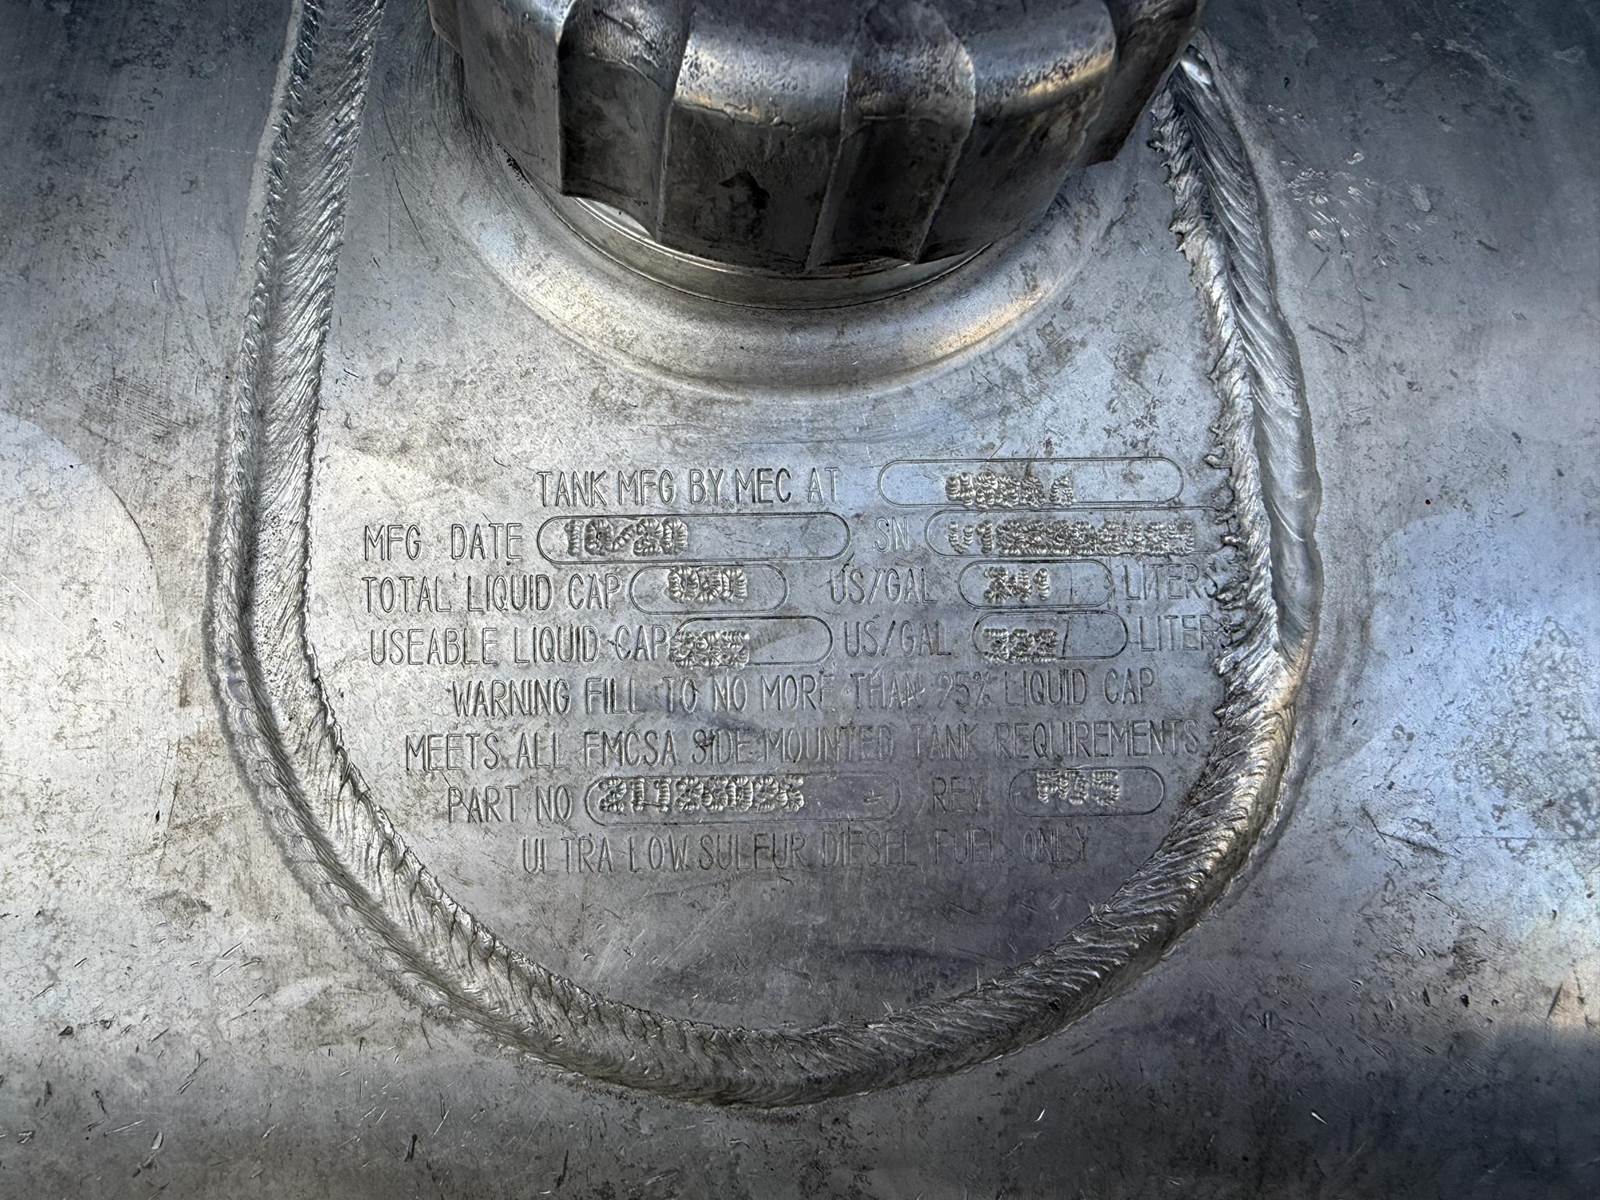 TANK MFG BY MEC AT
MFG DATE 10/20 SN
TOTAL LIQUID CAP US/GAL LITERS
USEABLE LIQUID CAP US/GAL LITERS
WARNING FILL TO NO MORE THAN 95% LIQUID CAP
MEETS ALL FMCSA SIDE MOUNTED TANK REQUIREMENTS
PART NO REV
ULTRA LOW SULFUR DIESEL FUEL ONLY